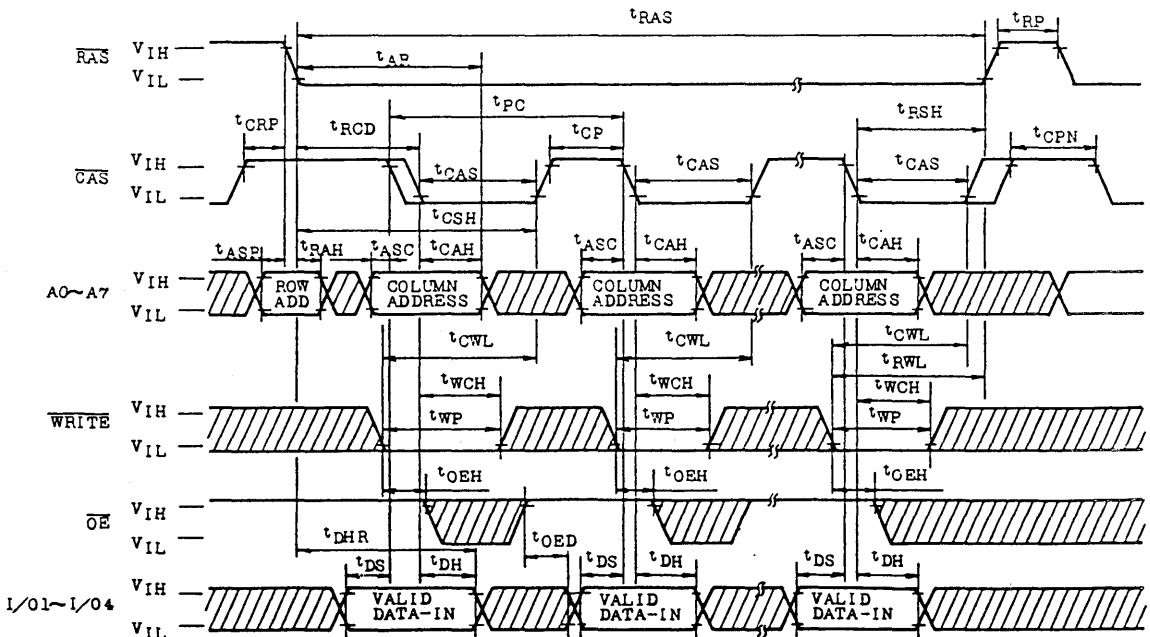 tRAS
tRP
RAS VIH
VIL
tAR
tPC
tRSH
tCRP
tRCD
tCP
tCPN
CAS VIH
VIL
tCAS
tCAS
tCAS
tCSH
tASR tRAH tASC tCAH tASC tCAH tASC tCAH
A0~A7 VIH
VIL
ROW ADD
COLUMN ADDRESS
COLUMN ADDRESS
COLUMN ADDRESS
tCWL tCWL tCWL
tRWL
tWCH tWCH tWCH
WRITE VIH
VIL
tWP tWP tWP
tOEH tOEH tOEH
OE VIH
VIL
tDHR
tOED
tDS tDH tDS tDH tDS tDH
I/O1~I/O4 VIH
VIL
VALID DATA-IN
VALID DATA-IN
VALID DATA-IN